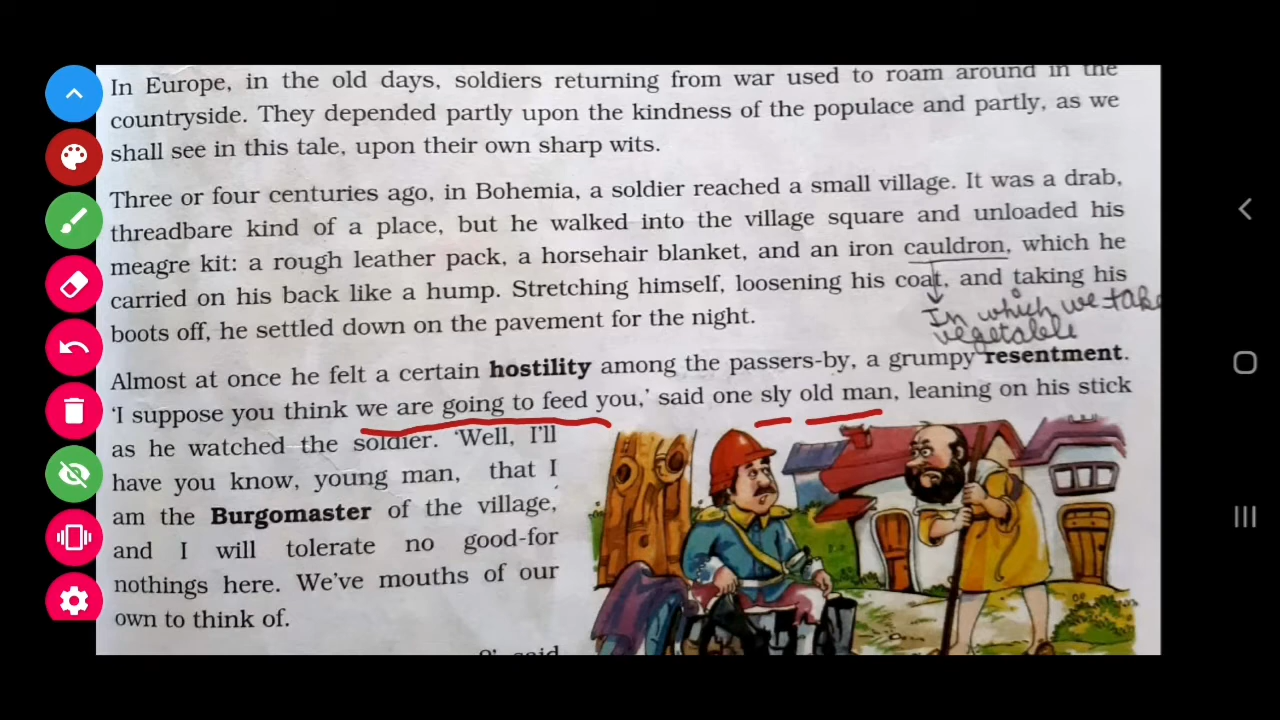 In Europe, in the old days, soldiers returning from war used to roam around in the
countryside. They depended partly upon the kindness of the populace and partly, as we
shall see in this tale, upon their own sharp wits.
Three or four centuries ago, in Bohemia, a soldier reached a small village. It was a drab,
threadbare kind of a place, but he walked into the village square and unloaded his
meagre kit: a rough leather pack, a horsehair blanket, and an iron cauldron, which he
carried on his back like a hump. Stretching himself, loosening his coat, and taking his
In which we take
boots off, he settled down on the pavement for the night.
vegetable
Almost at once he felt a certain hostility among the passers-by, a grumpy resentment.
'I suppose you think we are going to feed you,' said one sly old man, leaning on his stick
as he watched the soldier. 'Well, I'll
have you know, young man, that I
am the Burgomaster of the village,
and I will tolerate no good-for
nothings here. We've mouths of our
own to think of.
said